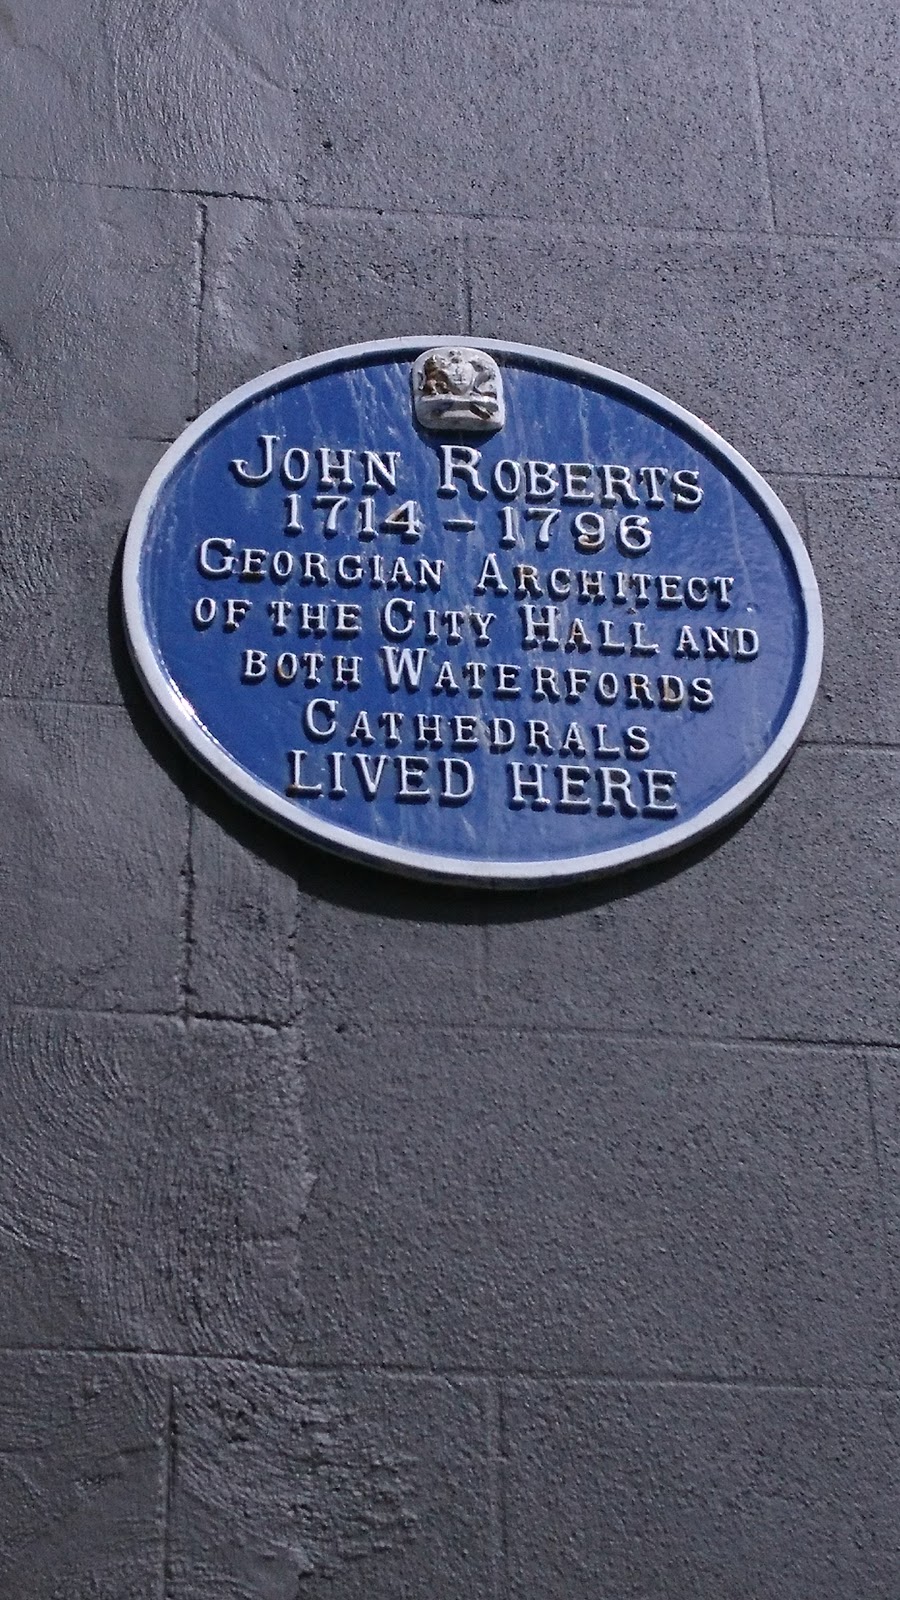 John Roberts
1714 - 1796
Georgian Architect
of the City Hall and
both Waterfords
Cathedrals
LIVED HERE